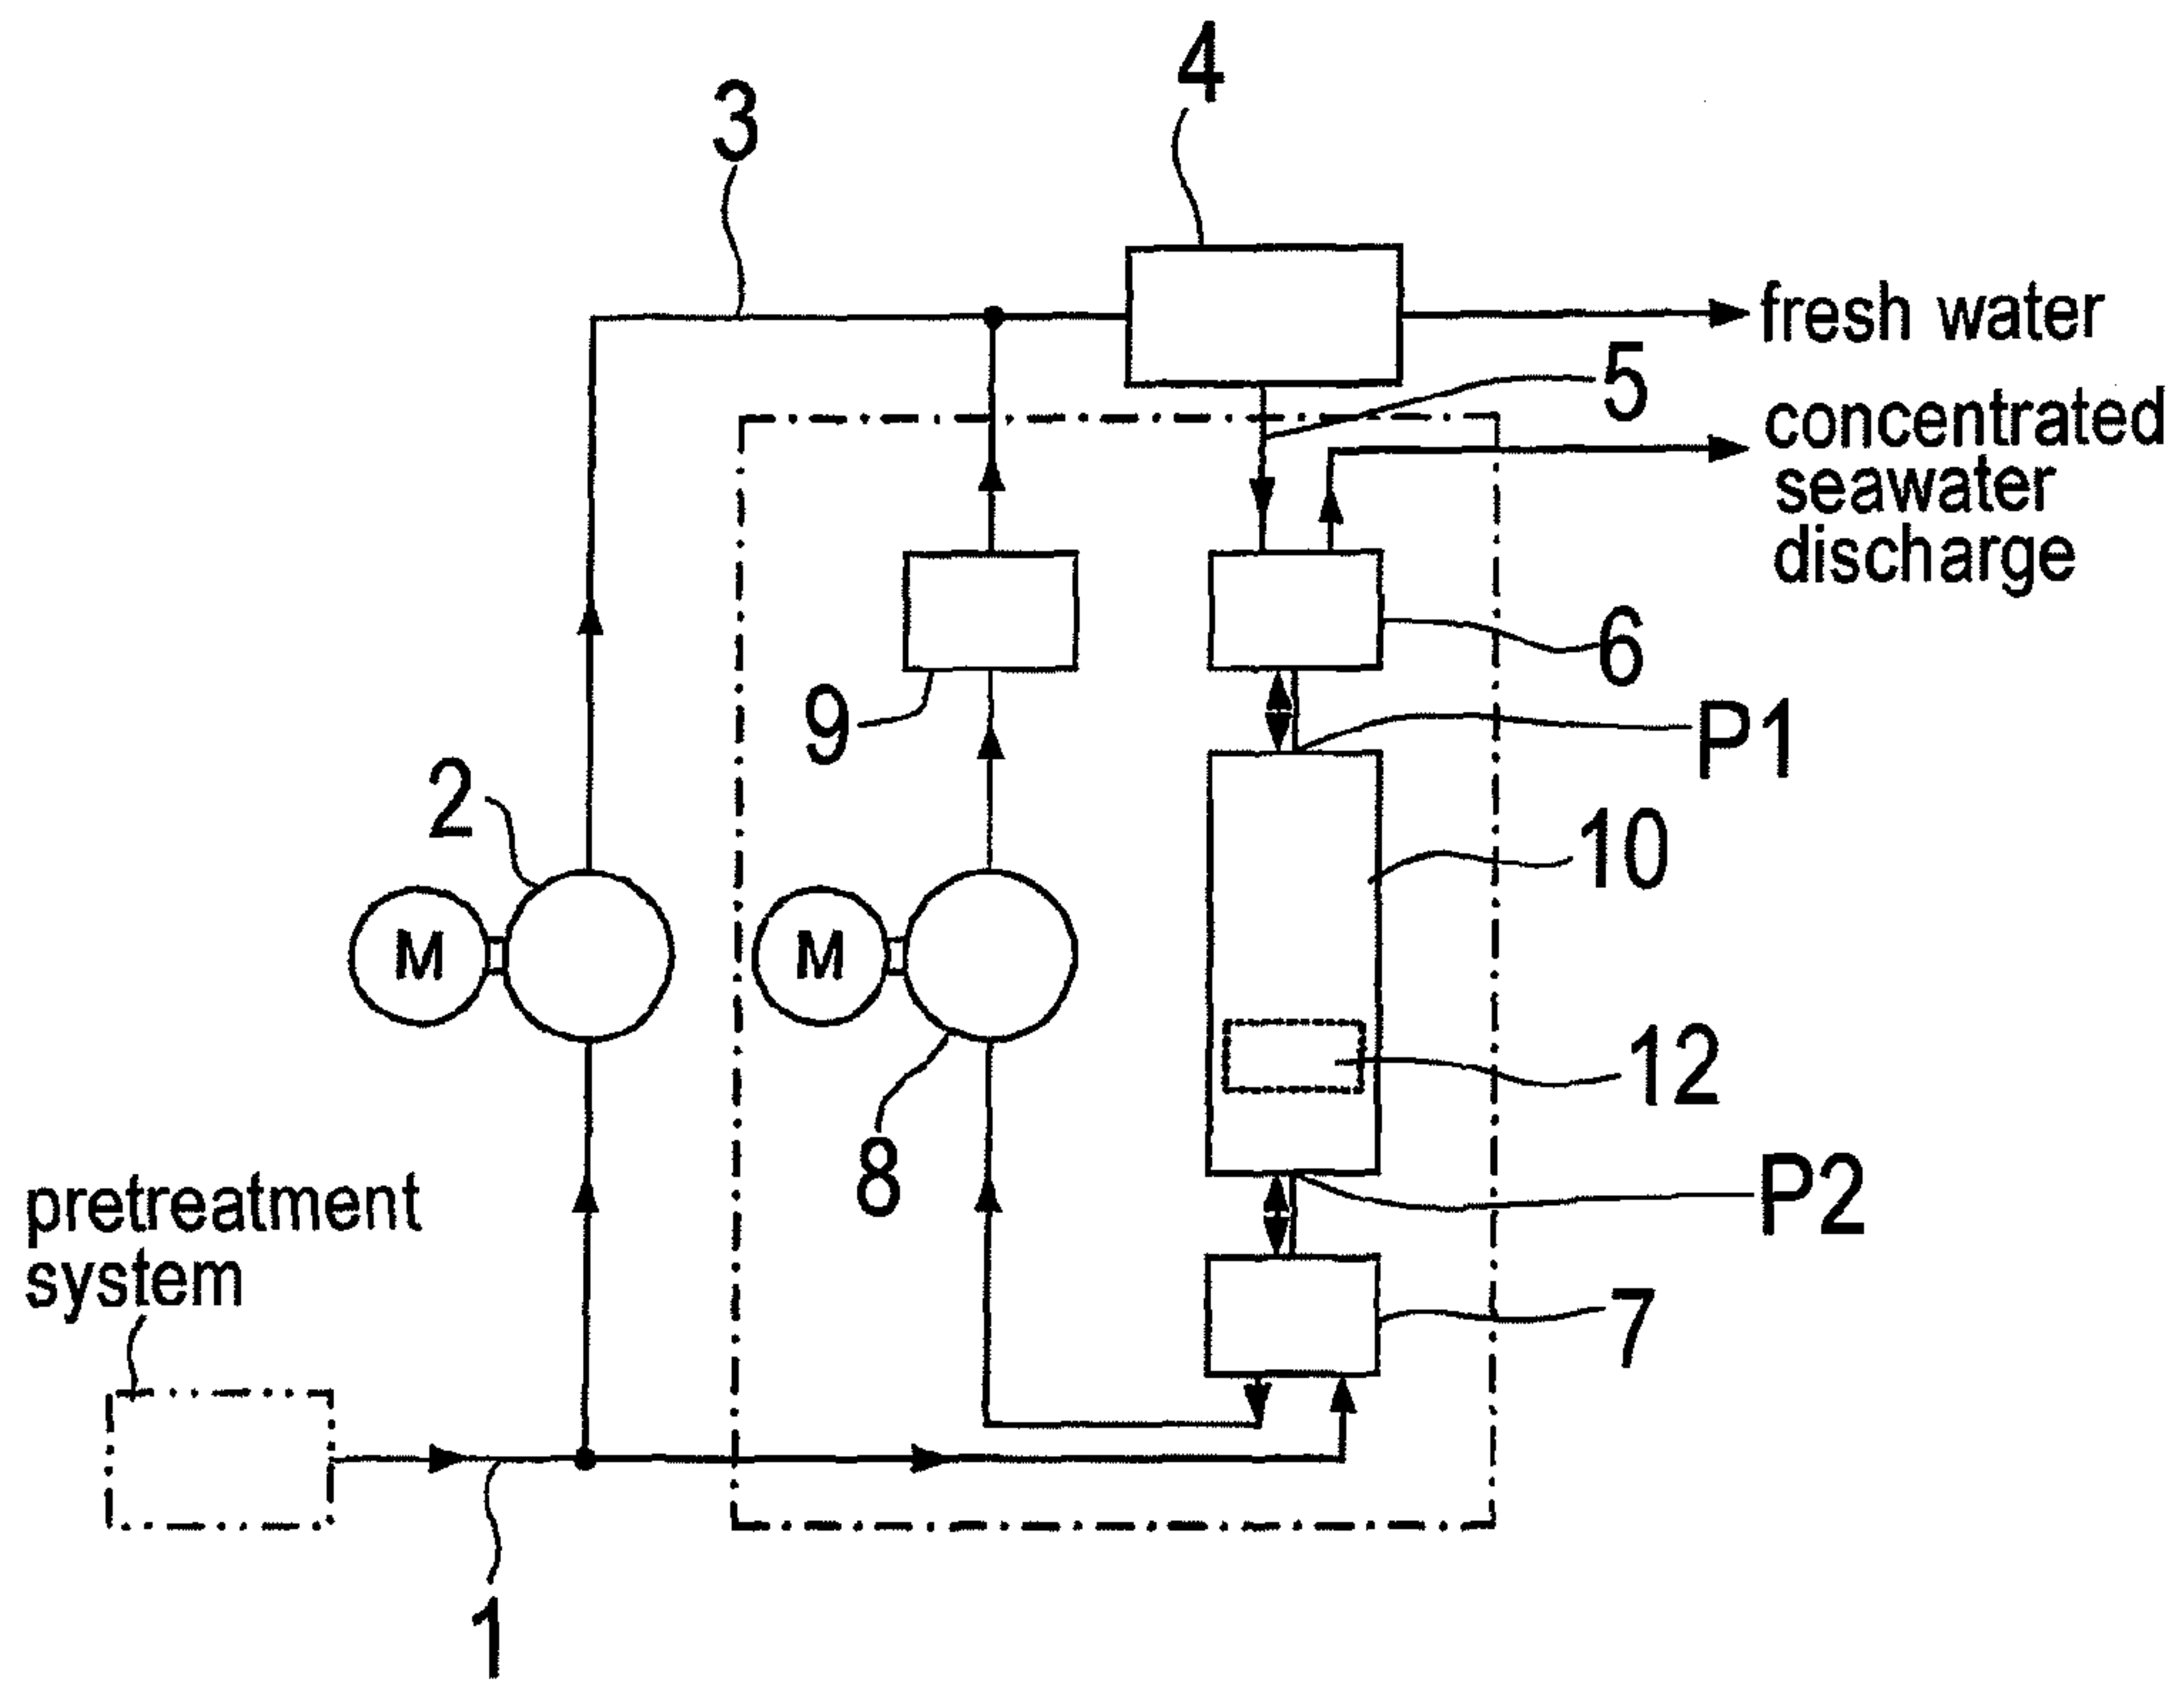 4
3
fresh water
5
concentrated
seawater
discharge
6
9
P1
2
10
M
M
12
8
P2
pretreatment
system
7
1